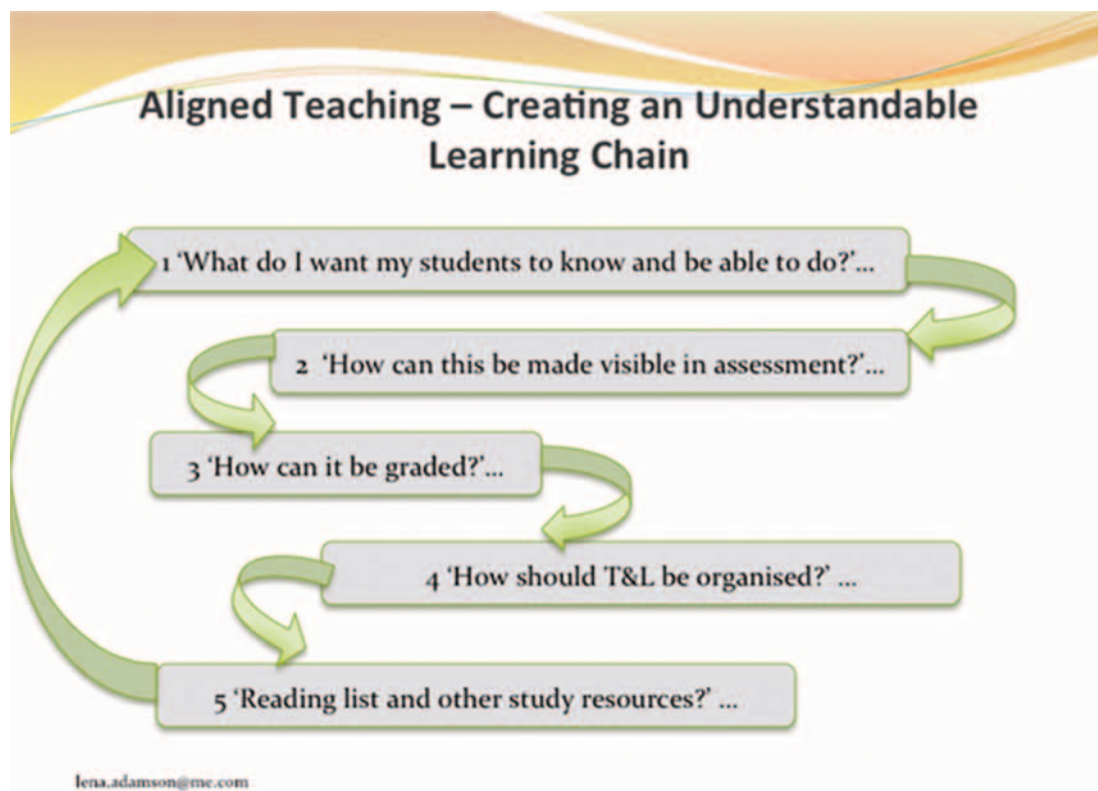 Aligned Teaching – Creating an Understandable
Learning Chain
1 ‘What do I want my students to know and be able to do?’...
2 ‘How can this be made visible in assessment?’...
3 ‘How can it be graded?’...
4 ‘How should T&L be organised?’ ...
5 ‘Reading list and other study resources?’ ...
lena.adamson@me.com